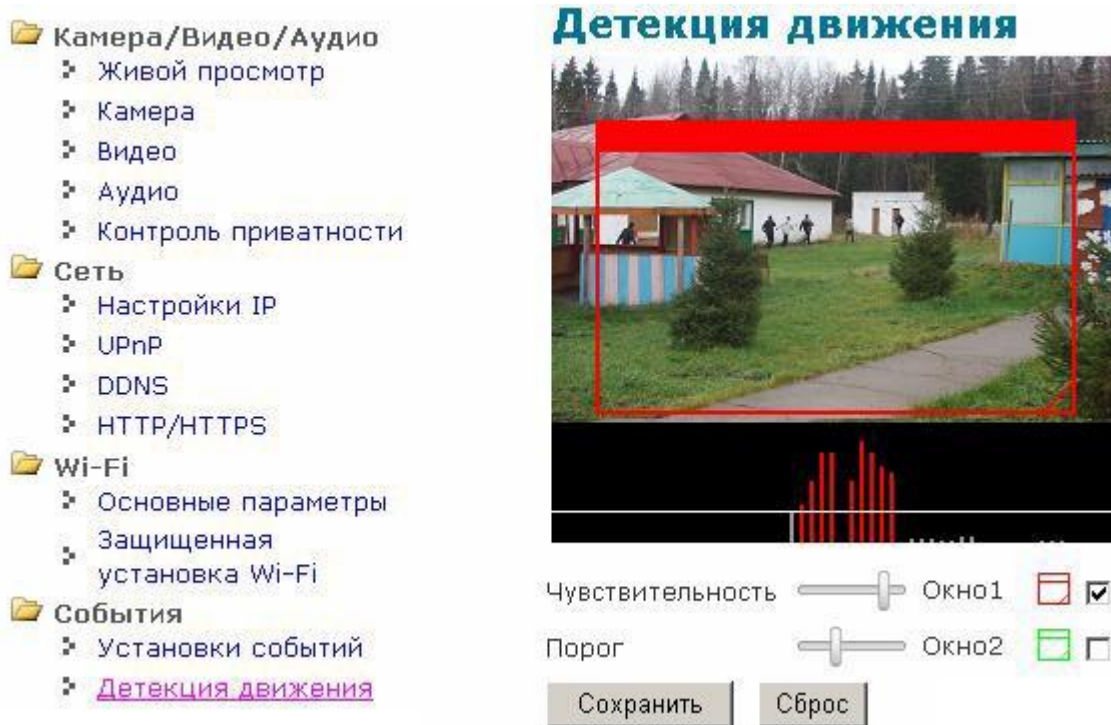 Камера/Видео/Аудио
Живой просмотр
Камера
Видео
Аудио
Контроль приватности
Сеть
Настройки IP
UPnP
DDNS
HTTP/HTTPS
Wi-Fi
Основные параметры
Защищенная
установка Wi-Fi
События
Установки событий
Детекция движения
Детекция движения
Чувствительность Окно1
Порог Окно2
Сохранить Сброс